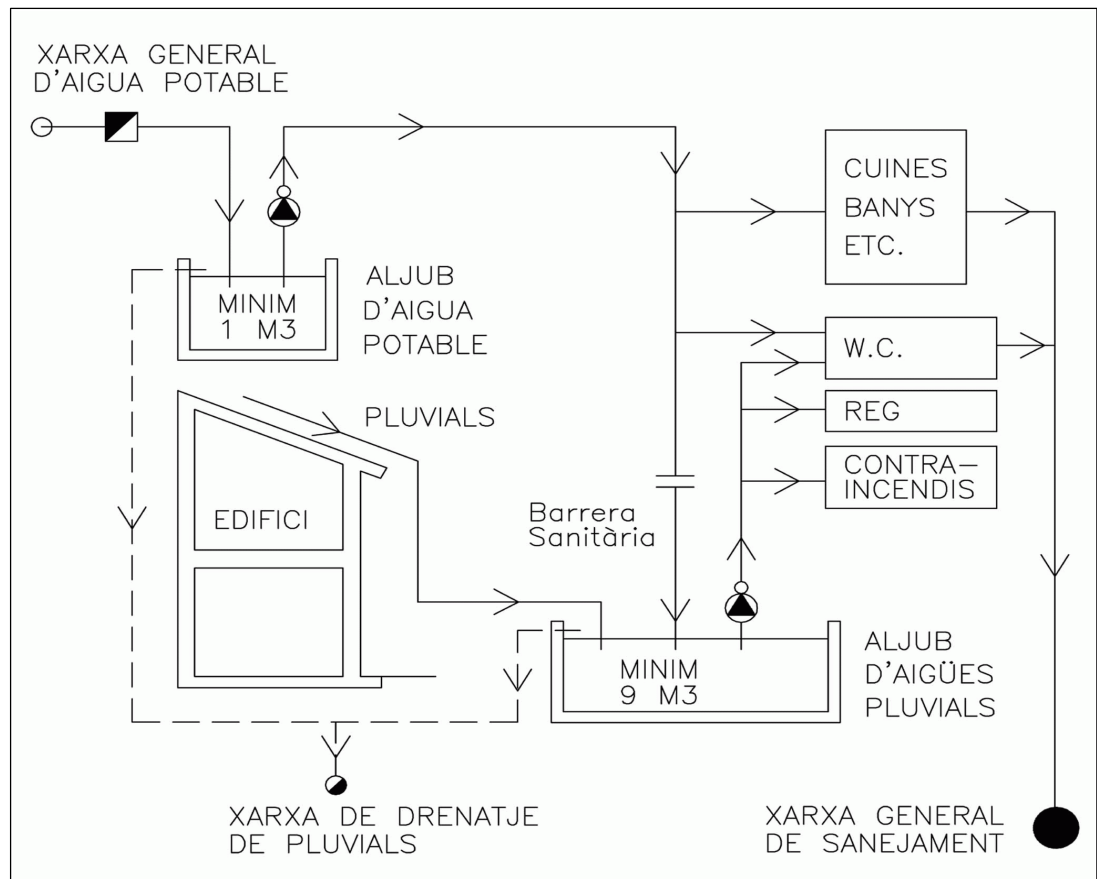 XARXA GENERAL
D'AIGUA POTABLE
CUINES
BANYS
ETC.
ALJUB
D'AIGUA
POTABLE
MINIM
1 M3
W.C.
REG
CONTRA-
INCENDIS
PLUVIALS
EDIFICI
Barrera
Sanitària
MINIM
9 M3
ALJUB
D'AIGÜES
PLUVIALS
XARXA DE DRENATJE
DE PLUVIALS
XARXA GENERAL
DE SANEJAMENT